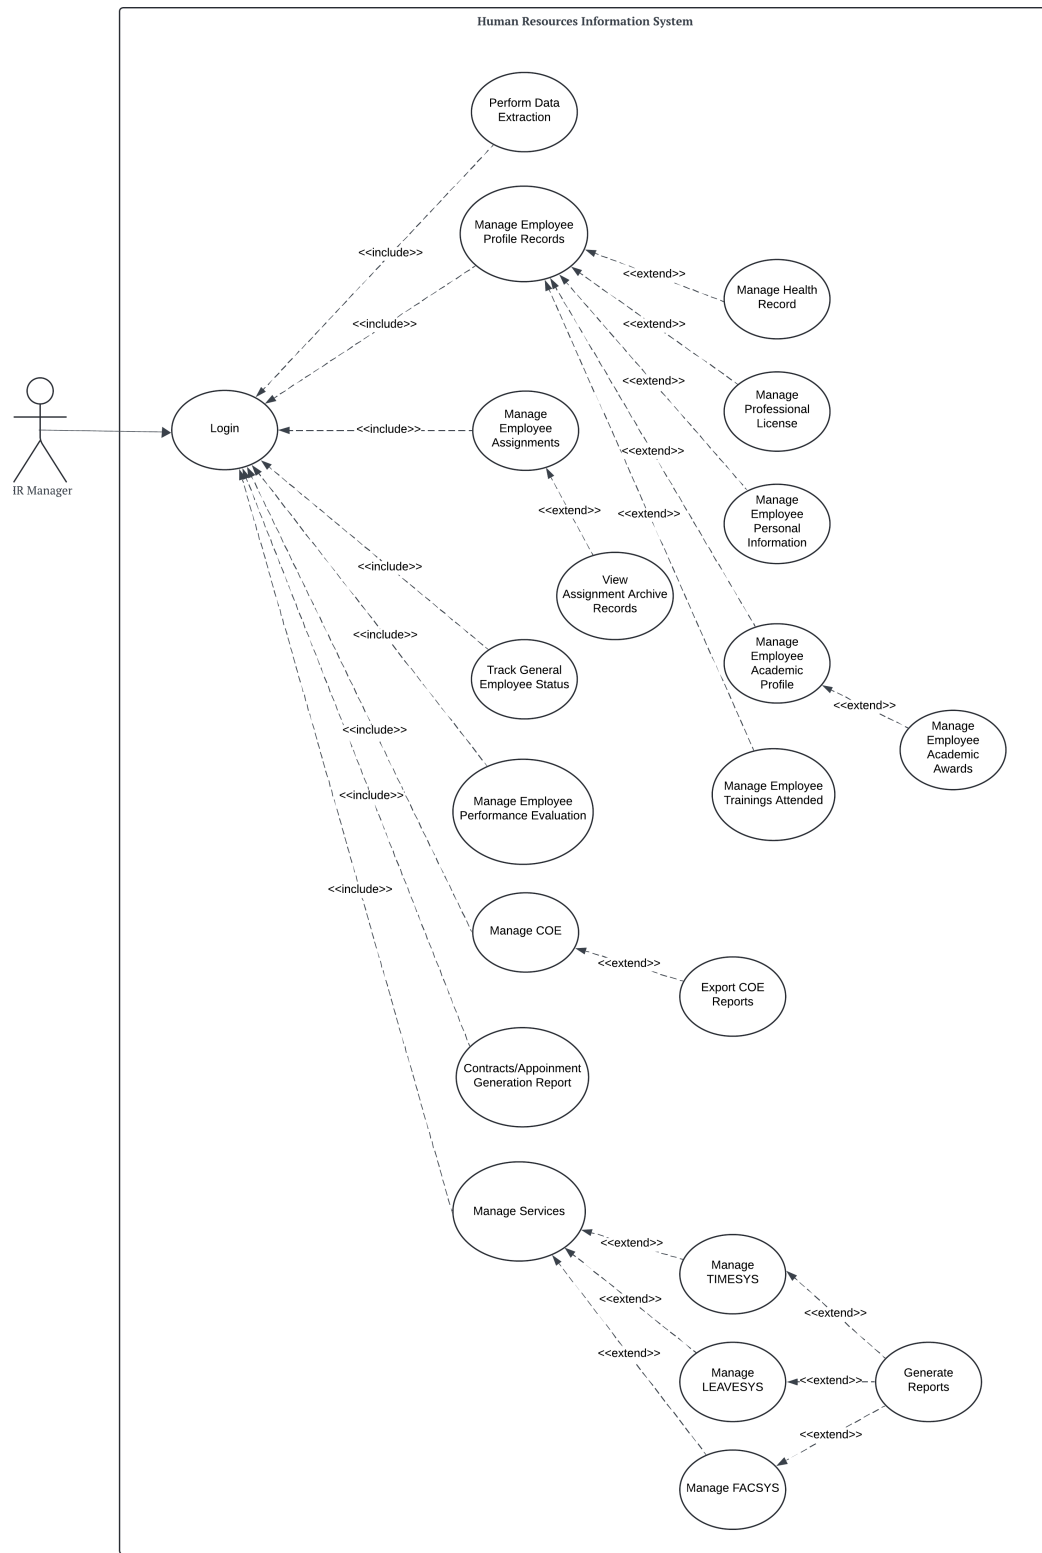 Human Resources Information System
Perform Data
Extraction
Manage Employee
Profile Records
<<include>>
<<extend>>
Manage Health
Record
<<include>>
<<extend>>
Manage
Professional
License
<<extend>>
Login
<<include>>
Manage
Employee
Assignments
<<extend>>
HR Manager
Manage
Employee
Personal
Information
<<extend>>
<<extend>>
<<include>>
View
Assignment Archive
Records
<<include>>
Track General
Employee Status
Manage
Employee
Academic
Profile
<<extend>>
<<include>>
Manage
Employee
Academic
Awards
<<include>>
Manage Employee
Performance Evaluation
Manage Employee
Trainings Attended
<<include>>
Manage COE
<<extend>>
Export COE
Reports
Contracts/Appoinment
Generation Report
Manage Services
<<extend>>
Manage
TIMESYS
<<extend>>
<<extend>>
<<extend>>
Manage
LEAVESYS
<<extend>>
Generate
Reports
<<extend>>
Manage FACSYS